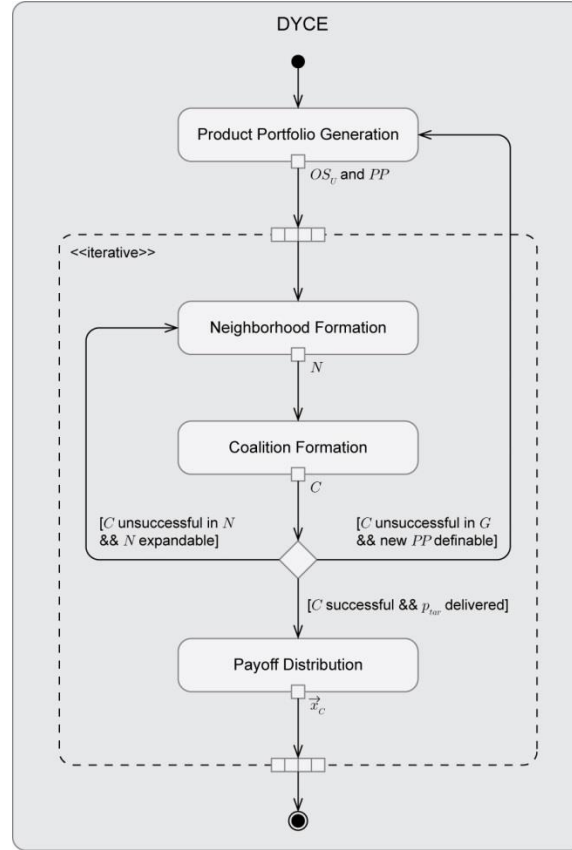 DYCE
Product Portfolio Generation
OS_U and PP
<<iterative>>
Neighborhood Formation
N
Coalition Formation
C
[C unsuccessful in N
&& N expandable]
[C unsuccessful in G
&& new PP definable]
[C successful && p_tar delivered]
Payoff Distribution
x⃗_C